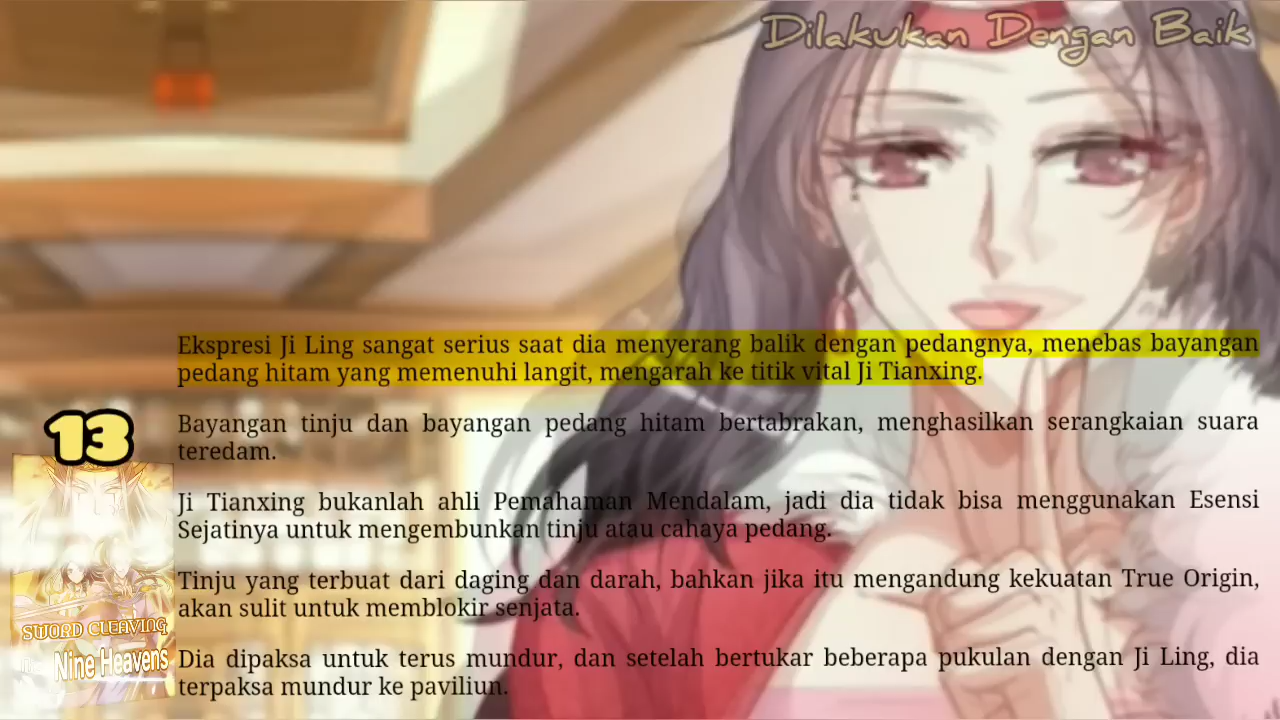 Dilakukan Dengan Baik
Ekspresi Ji Ling sangat serius saat dia menyerang balik dengan pedangnya, menebas bayangan
pedang hitam yang memenuhi langit, mengarah ke titik vital Ji Tianxing.
Bayangan tinju dan bayangan pedang hitam bertabrakan, menghasilkan serangkaian suara
teredam.
Ji Tianxing bukanlah ahli Pemahaman Mendalam, jadi dia tidak bisa menggunakan Esensi
Sejatinya untuk mengembunkan tinju atau cahaya pedang.
Tinju yang terbuat dari daging dan darah, bahkan jika itu mengandung kekuatan True Origin,
akan sulit untuk memblokir senjata.
Dia dipaksa untuk terus mundur, dan setelah bertukar beberapa pukulan dengan Ji Ling, dia
terpaksa mundur ke paviliun.
13
SWORD CLEAVING
Nine Heavens